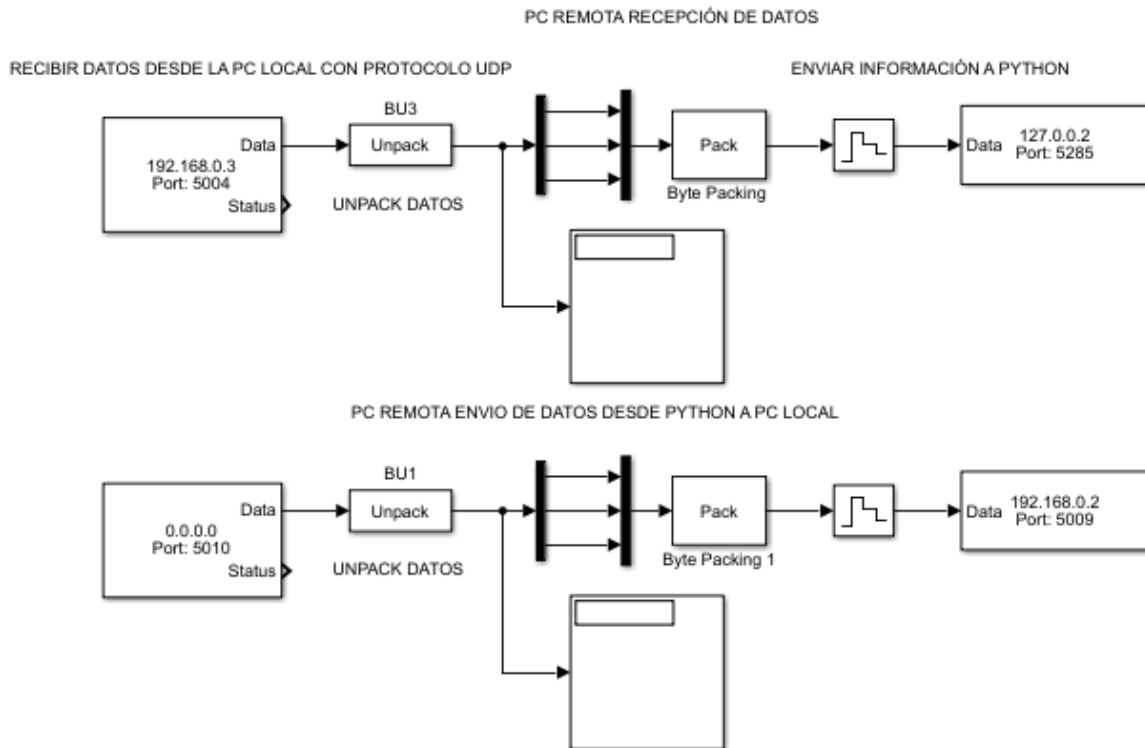 PC REMOTA RECEPCIÓN DE DATOS
RECIBIR DATOS DESDE LA PC LOCAL CON PROTOCOLO UDP
ENVIAR INFORMACIÓN A PYTHON
BU3
Data
192.168.0.3
Port: 5004
Status
Unpack
UNPACK DATOS
Pack
Byte Packing
Data
127.0.0.2
Port: 5285
PC REMOTA ENVIO DE DATOS DESDE PYTHON A PC LOCAL
BU1
Data
0.0.0.0
Port: 5010
Status
Unpack
UNPACK DATOS
Pack
Byte Packing 1
Data
192.168.0.2
Port: 5009